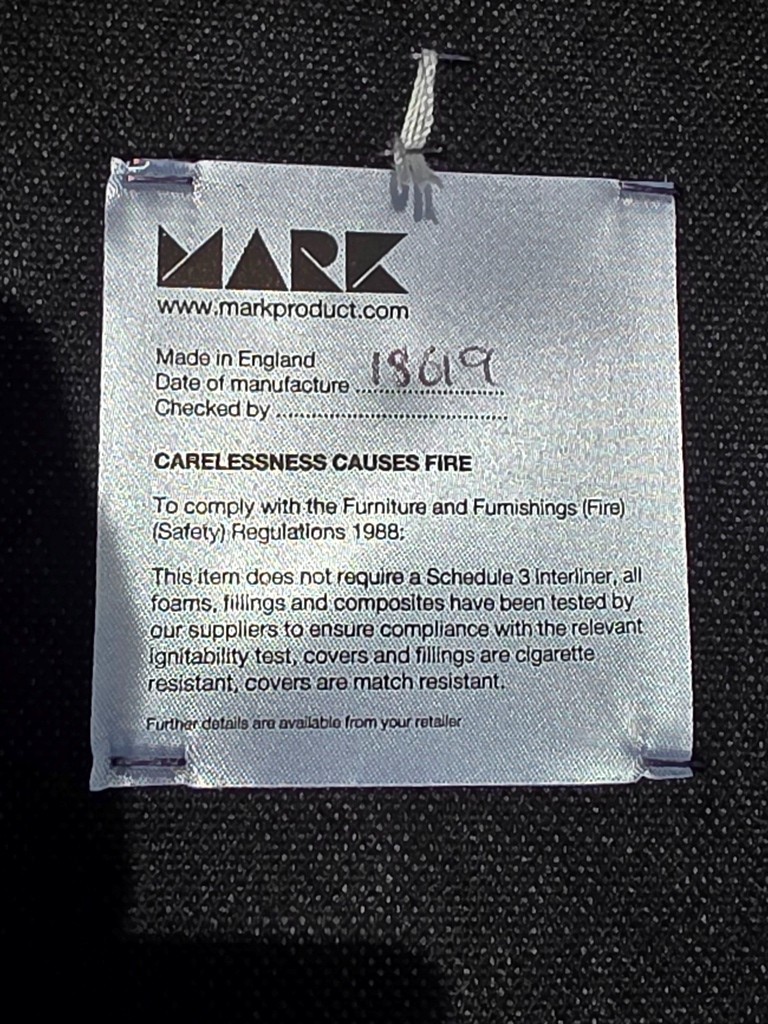 MARK
www.markproduct.com
Made in England
Date of manufacture ........18619........
Checked by ........................................
CARELESSNESS CAUSES FIRE
To comply with the Furniture and Furnishings (Fire)
(Safety) Regulations 1988:
This item does not require a Schedule 3 Interliner, all
foams, fillings and composites have been tested by
our suppliers to ensure compliance with the relevant
ignitability test, covers and fillings are cigarette
resistant, covers are match resistant.
Further details are available from your retailer